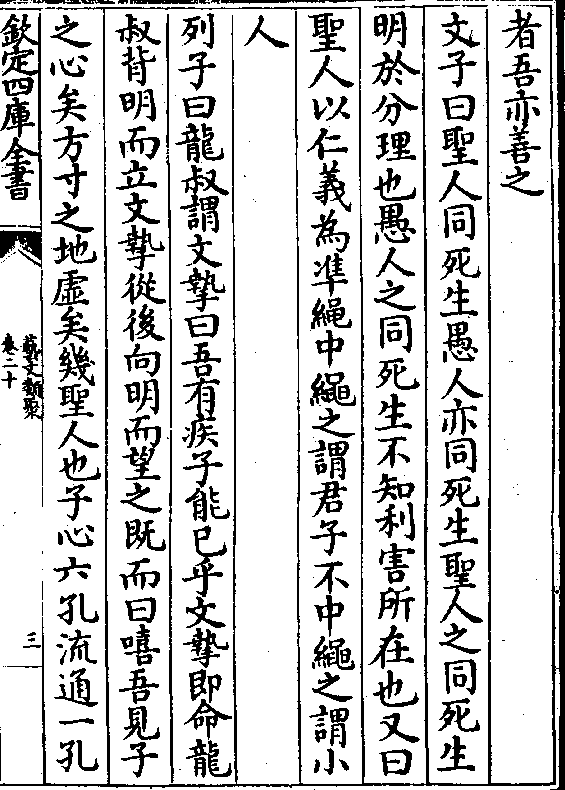 者吾亦善之
文子曰聖人同死生愚人亦同死生聖人之同死生
明於分理也愚人之同死生不知利害所在也又曰
聖人以仁義為準繩中繩之謂君子不中繩之謂小
人
列子曰龍叔謂文摯曰吾有疾子能已乎文摯即命龍
叔背明而立文摯從後向明而望之既而曰嘻吾見子
之心矣方寸之地虛矣幾聖人也子心六孔流通一孔
欽定四庫全書
藝文類聚
卷二十
三